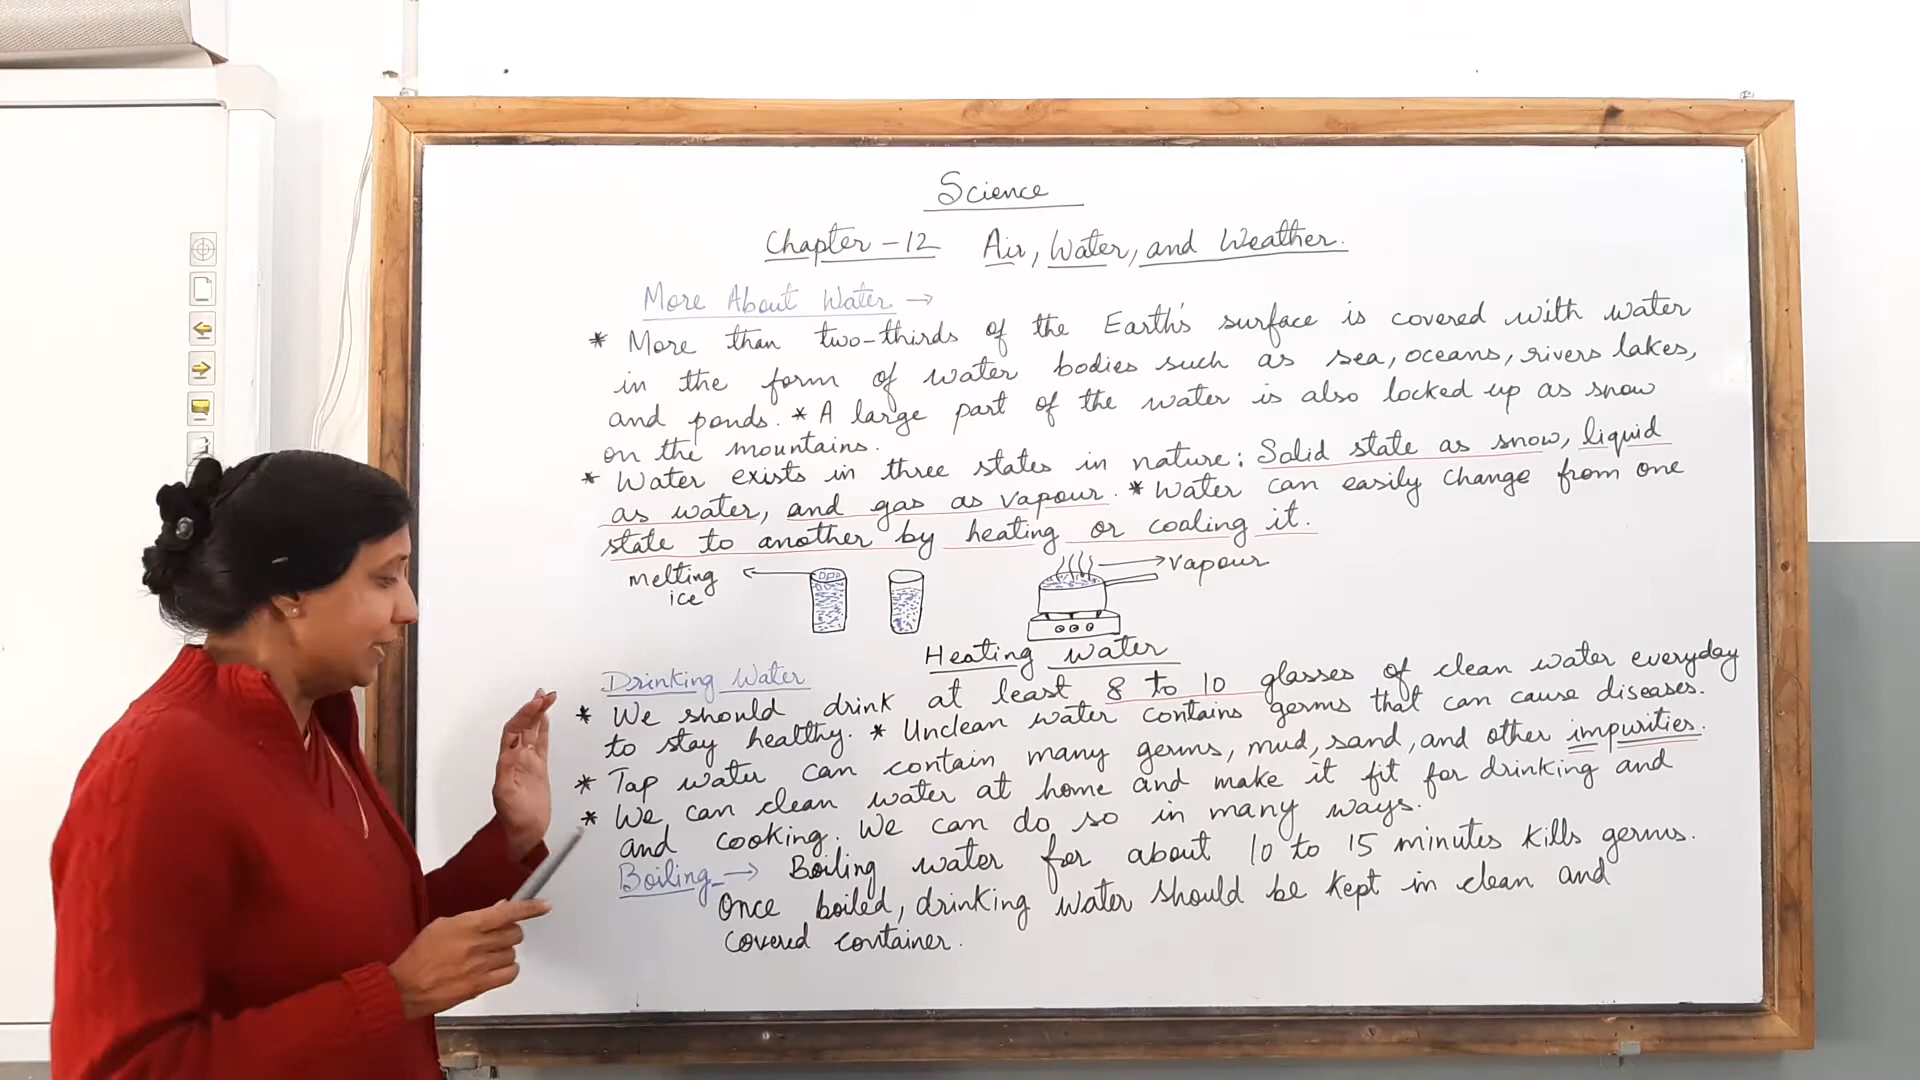 Science
Chapter - 12 Air, Water, and Weather.
More About Water →
* More than two-thirds of the Earth's surface is covered with water
in the form of water bodies such as sea, oceans, rivers lakes,
and ponds. * A large part of the water is also locked up as snow
on the mountains.
* Water exists in three states in nature: Solid state as snow, liquid
as water, and gas as vapour. * Water can easily change from one
state to another by heating or cooling it.
melting
ice
vapour
Heating water
Drinking Water
* We should drink at least 8 to 10 glasses of clean water everyday
to stay healthy. * Unclean water contains germs that can cause diseases.
* Tap water can contain many germs, mud, sand, and other impurities.
* We can clean water at home and make it fit for drinking and
and cooking. We can do so in many ways.
Boiling → Boiling water for about 10 to 15 minutes kills germs.
Once boiled, drinking water should be kept in clean and
covered container.